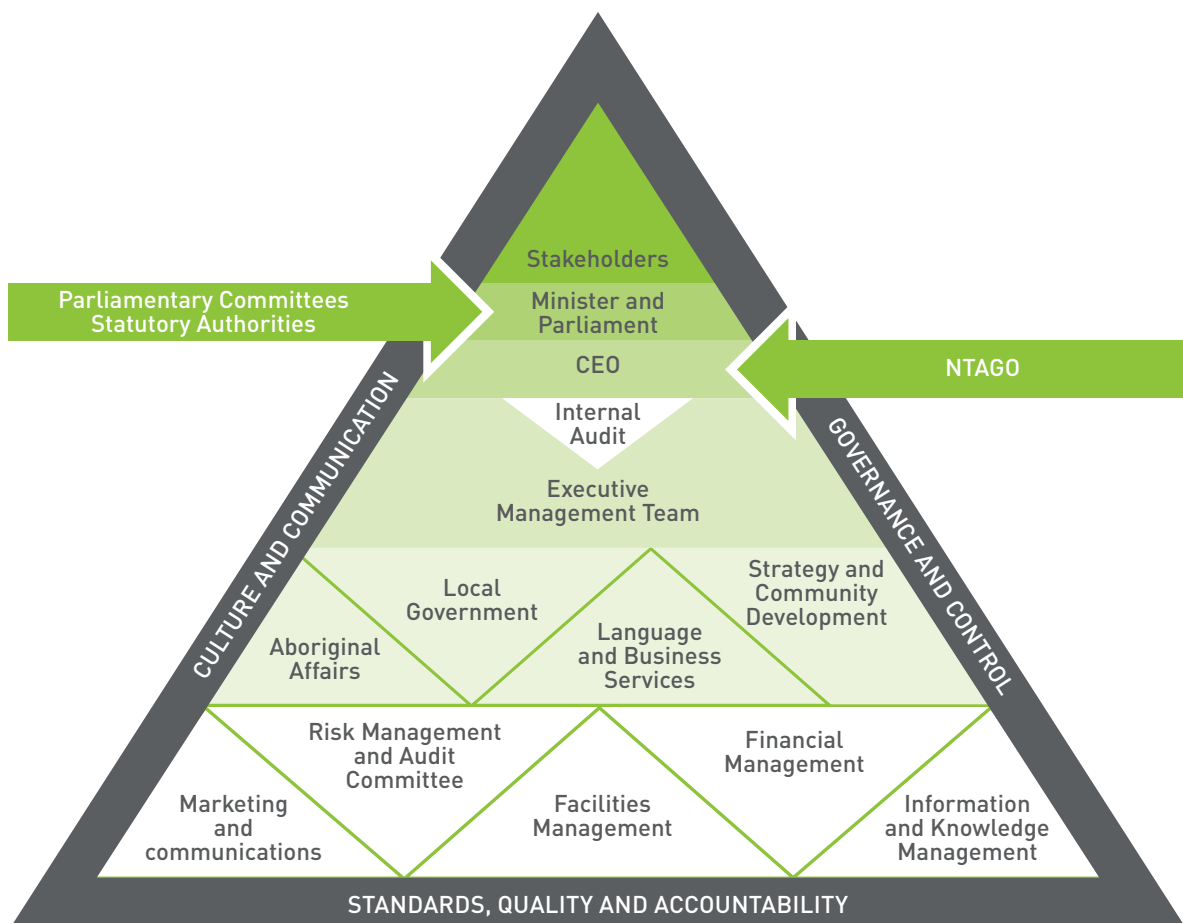 Stakeholders
Parliamentary Committees
Statutory Authorities
Minister and
Parliament
CEO
NTAGO
Internal
Audit
Executive
Management Team
CULTURE AND COMMUNICATION
GOVERNANCE AND CONTROL
Aboriginal
Affairs
Local
Government
Language
and Business
Services
Strategy and
Community
Development
Marketing
and
communications
Risk Management
and Audit
Committee
Facilities
Management
Financial
Management
Information
and Knowledge
Management
STANDARDS, QUALITY AND ACCOUNTABILITY